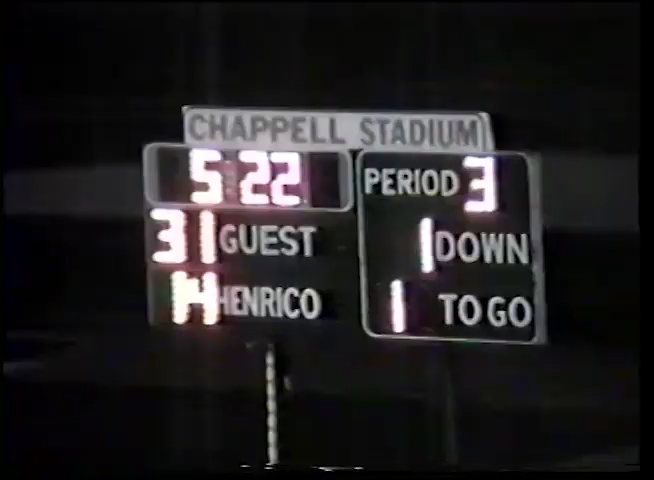 CHAPPELL STADIUM
5:22
PERIOD 3
31 GUEST
1 DOWN
14 HENRICO
1 TO GO